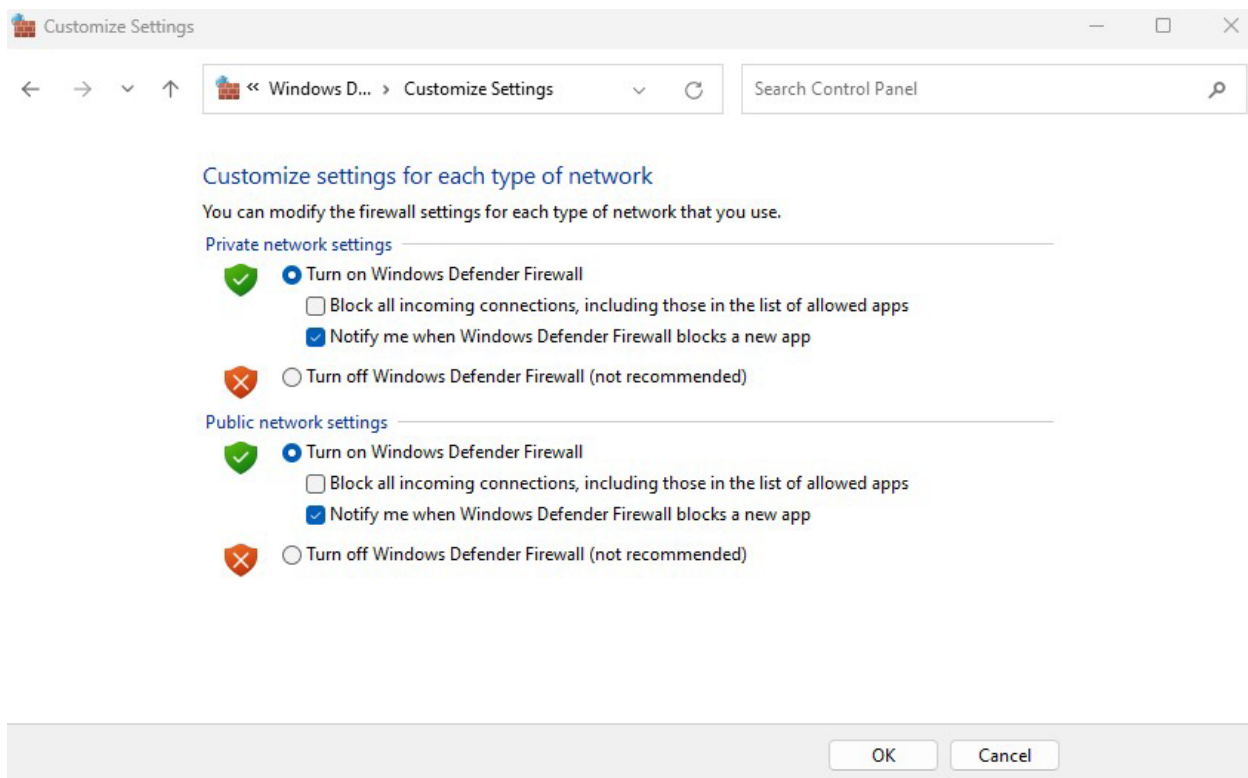 Customize Settings
« Windows D... › Customize Settings
Search Control Panel
Customize settings for each type of network
You can modify the firewall settings for each type of network that you use.
Private network settings
Turn on Windows Defender Firewall
Block all incoming connections, including those in the list of allowed apps
Notify me when Windows Defender Firewall blocks a new app
Turn off Windows Defender Firewall (not recommended)
Public network settings
Turn on Windows Defender Firewall
Block all incoming connections, including those in the list of allowed apps
Notify me when Windows Defender Firewall blocks a new app
Turn off Windows Defender Firewall (not recommended)
OK
Cancel